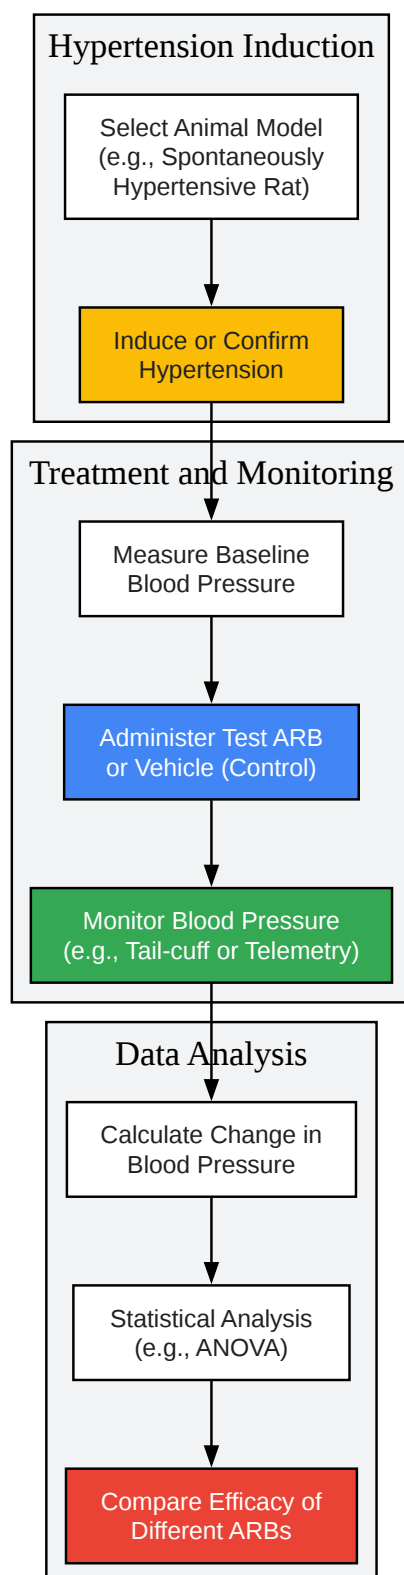 Hypertension Induction
Select Animal Model
(e.g., Spontaneously
Hypertensive Rat)
Induce or Confirm
Hypertension
Treatment and Monitoring
Measure Baseline
Blood Pressure
Administer Test ARB
or Vehicle (Control)
Monitor Blood Pressure
(e.g., Tail-cuff or Telemetry)
Data Analysis
Calculate Change in
Blood Pressure
Statistical Analysis
(e.g., ANOVA)
Compare Efficacy of
Different ARBs